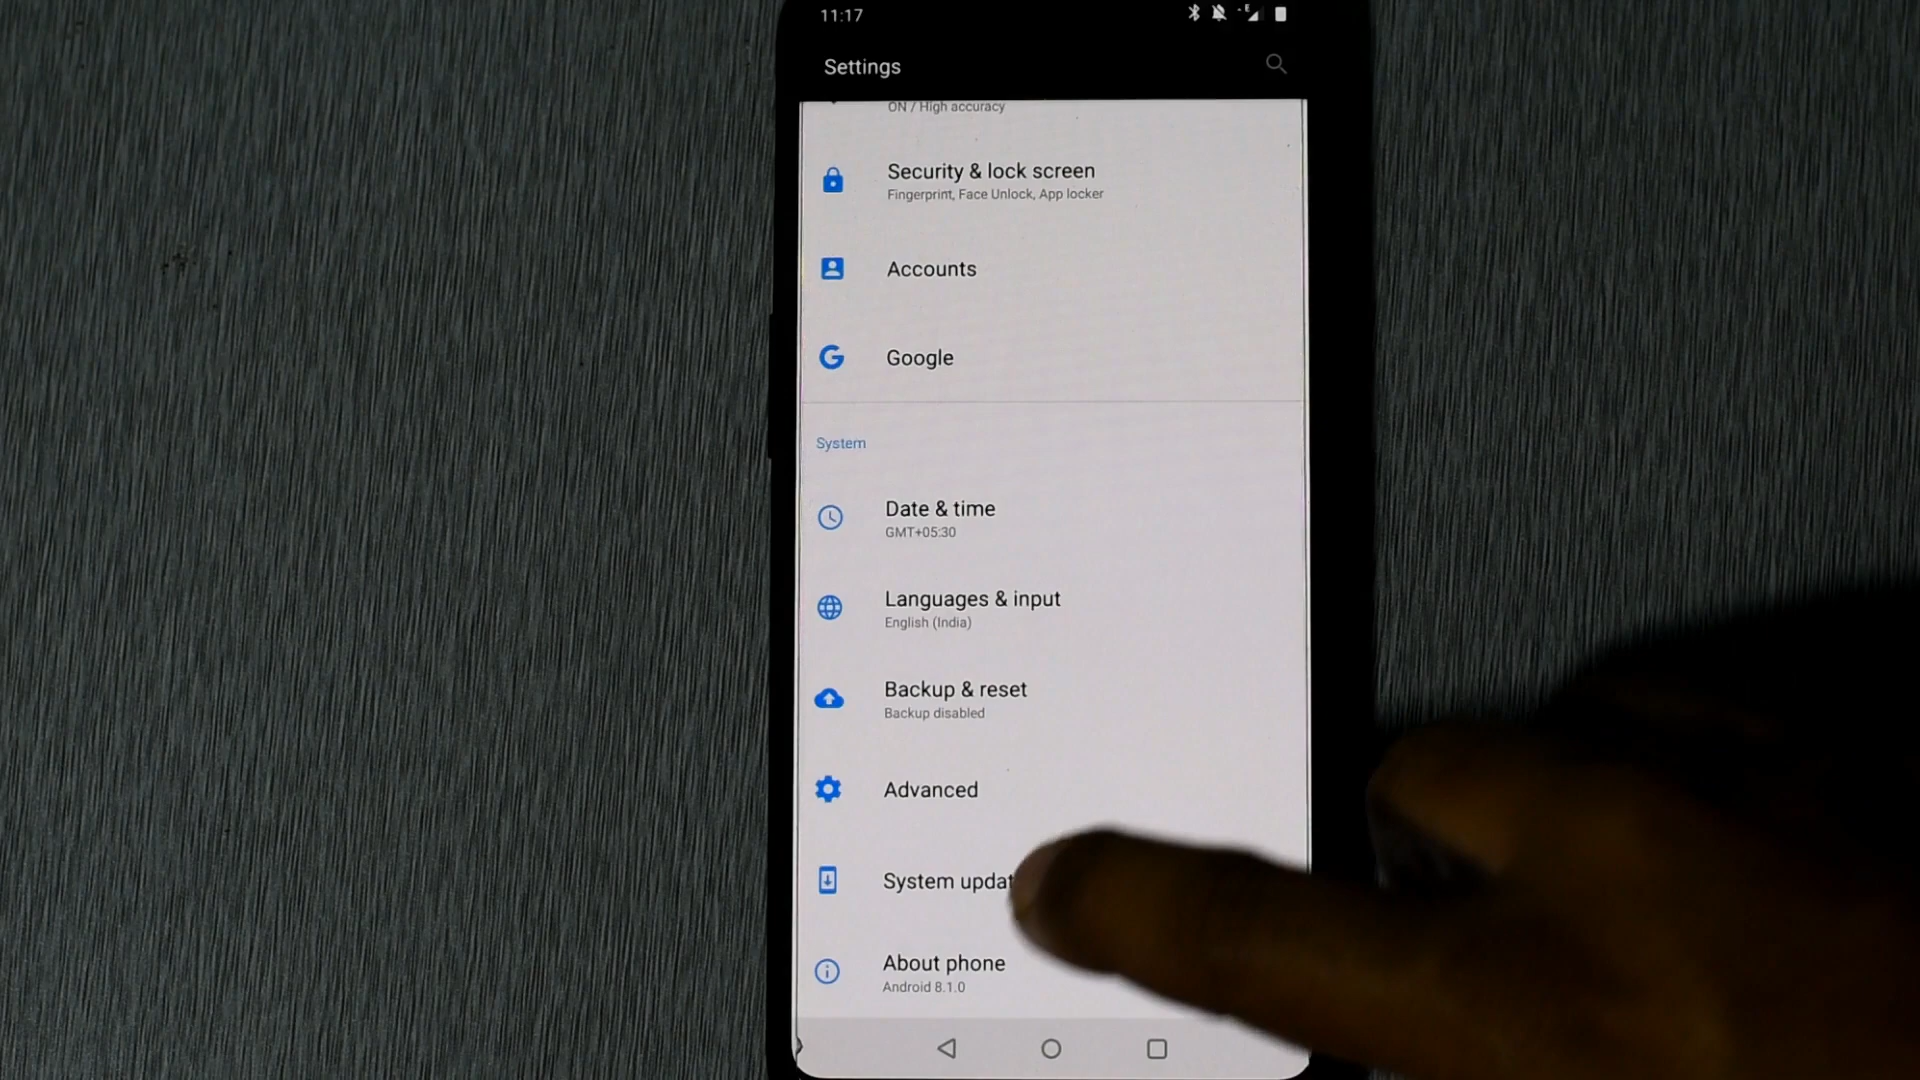 11:17
E
Settings
ON / High accuracy
Security & lock screen
Fingerprint, Face Unlock, App locker
Accounts
Google
System
Date & time
GMT+05:30
Languages & input
English (India)
Backup & reset
Backup disabled
Advanced
System updat
About phone
Android 8.1.0